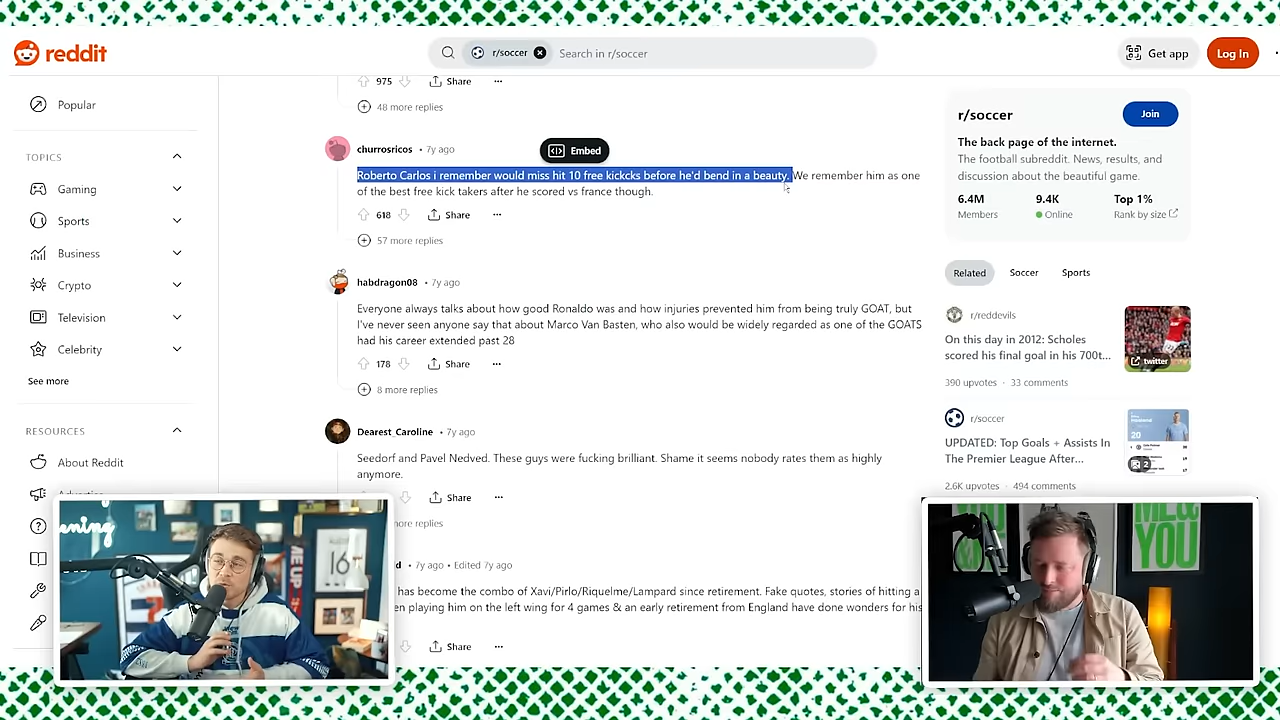 reddit
r/soccer
Search in r/soccer
Get app
Log In
Popular
TOPICS
Gaming
Sports
Business
Crypto
Television
Celebrity
See more
RESOURCES
About Reddit
975
Share
48 more replies
churrosricos • 7y ago
Embed
Roberto Carlos i remember would miss hit 10 free kickcks before he'd bend in a beauty. We remember him as one
of the best free kick takers after he scored vs france though.
618
Share
57 more replies
habdragon08 • 7y ago
Everyone always talks about how good Ronaldo was and how injuries prevented him from being truly GOAT, but
I've never seen anyone say that about Marco Van Basten, who also would be widely regarded as one of the GOATS
had his career extended past 28
178
Share
8 more replies
Dearest_Caroline • 7y ago
Seedorf and Pavel Nedved. These guys were fucking brilliant. Shame it seems nobody rates them as highly
anymore.
Share
more replies
d • 7y ago • Edited 7y ago
has become the combo of Xavi/Pirlo/Riquelme/Lampard since retirement. Fake quotes, stories of hitting a
en playing him on the left wing for 4 games & an early retirement from England have done wonders for his
Share
r/soccer
Join
The back page of the internet.
The football subreddit. News, results, and
discussion about the beautiful game.
6.4M
9.4K
Top 1%
Members
Online
Rank by size
Related
Soccer
Sports
r/reddevils
On this day in 2012: Scholes
scored his final goal in his 700t...
twitter
390 upvotes · 33 comments
r/soccer
UPDATED: Top Goals + Assists In
The Premier League After...
20
2.6K upvotes · 494 comments
ening
16
ME&
YOU